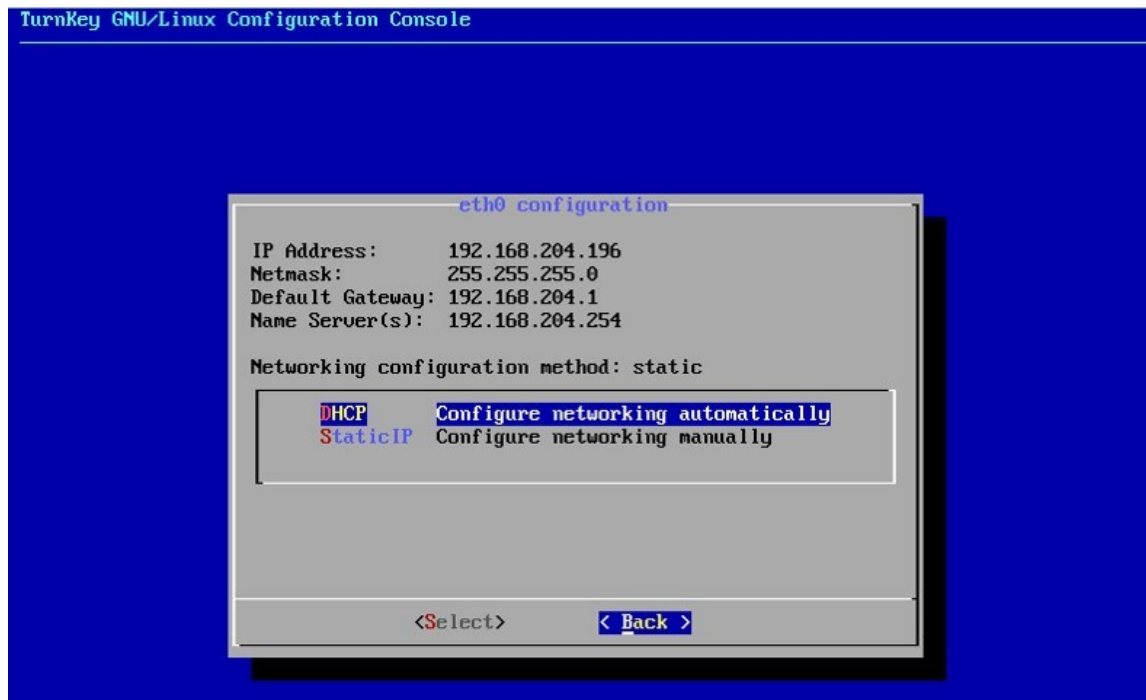 TurnKey GNU/Linux Configuration Console
eth0 configuration
IP Address: 192.168.204.196
Netmask: 255.255.255.0
Default Gateway: 192.168.204.1
Name Server(s): 192.168.204.254
Networking configuration method: static
DHCP Configure networking automatically
StaticIP Configure networking manually
<Select> < Back >